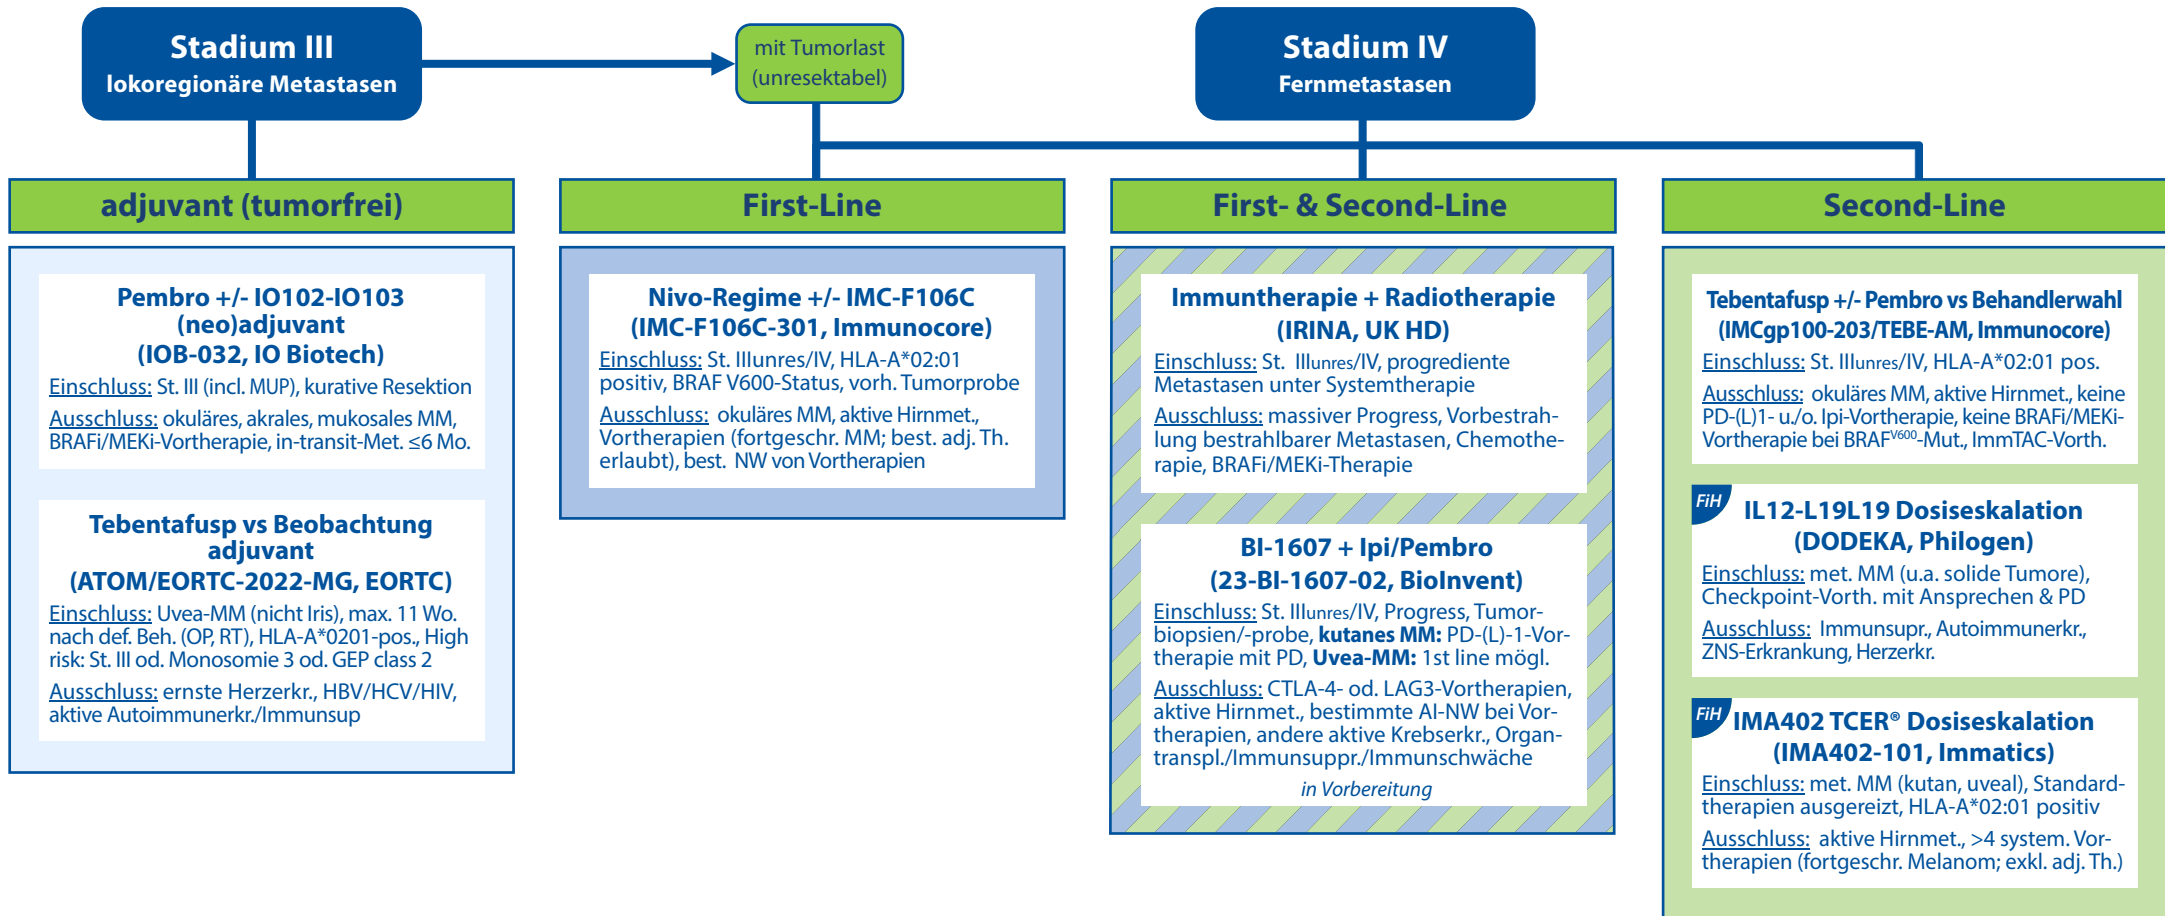 Stadium III
lokoregionäre Metastasen
mit Tumorlast
(unresektabel)
Stadium IV
Fernmetastasen
adjuvant (tumorfrei)
Pembro +/- IO102-IO103
(neo)adjuvant
(IOB-032, IO Biotech)
Einschluss: St. III (incl. MUP), kurative Resektion
Ausschluss: okuläres, akrales, mukosales MM,
BRAFi/MEKi-Vortherapie, in-transit-Met. ≤6 Mo.
Tebentafusp vs Beobachtung
adjuvant
(ATOM/EORTC-2022-MG, EORTC)
Einschluss: Uvea-MM (nicht Iris), max. 11 Wo.
nach def. Beh. (OP, RT), HLA-A*0201-pos., High
risk: St. III od. Monosomie 3 od. GEP class 2
Ausschluss: ernste Herzerkr., HBV/HCV/HIV,
aktive Autoimmunerkr./Immunsup
First-Line
Nivo-Regime +/- IMC-F106C
(IMC-F106C-301, Immunocore)
Einschluss: St. IIIunres/IV, HLA-A*02:01
positiv, BRAF V600-Status, vorh. Tumorprobe
Ausschluss: okuläres MM, aktive Hirnmet.,
Vortherapien (fortgeschr. MM; best. adj. Th.
erlaubt), best. NW von Vortherapien
First- & Second-Line
Immuntherapie + Radiotherapie
(IRINA, UK HD)
Einschluss: St. IIIunres/IV, progrediente
Metastasen unter Systemtherapie
Ausschluss: massiver Progress, Vorbestrah-
lung bestrahlbarer Metastasen, Chemothe-
rapie, BRAFi/MEKi-Therapie
BI-1607 + Ipi/Pembro
(23-BI-1607-02, BioInvent)
Einschluss: St. IIIunres/IV, Progress, Tumor-
biopsien/-probe, kutanes MM: PD-(L)-1-Vor-
therapie mit PD, Uvea-MM: 1st line mögl.
Ausschluss: CTLA-4- od. LAG3-Vortherapien,
aktive Hirnmet., bestimmte AI-NW bei Vor-
therapien, andere aktive Krebserkr., Organ-
transpl./Immunsuppr./Immunschwäche
in Vorbereitung
Second-Line
Tebentafusp +/- Pembro vs Behandlerwahl
(IMCgp100-203/TEBE-AM, Immunocore)
Einschluss: St. IIIunres/IV, HLA-A*02:01 pos.
Ausschluss: okuläres MM, aktive Hirnmet., keine
PD-(L)1- u./o. Ipi-Vortherapie, keine BRAFi/MEKi-
Vortherapie bei BRAFV600-Mut., ImmTAC-Vorth.
FiH
IL12-L19L19 Dosiseskalation
(DODEKA, Philogen)
Einschluss: met. MM (u.a. solide Tumore),
Checkpoint-Vorth. mit Ansprechen & PD
Ausschluss: Immunsupr., Autoimmunerkr.,
ZNS-Erkrankung, Herzerkr.
FiH
IMA402 TCER® Dosiseskalation
(IMA402-101, Immatics)
Einschluss: met. MM (kutan, uveal), Standard-
therapien ausgereizt, HLA-A*02:01 positiv
Ausschluss: aktive Hirnmet., >4 system. Vor-
therapien (fortgeschr. Melanom; exkl. adj. Th.)